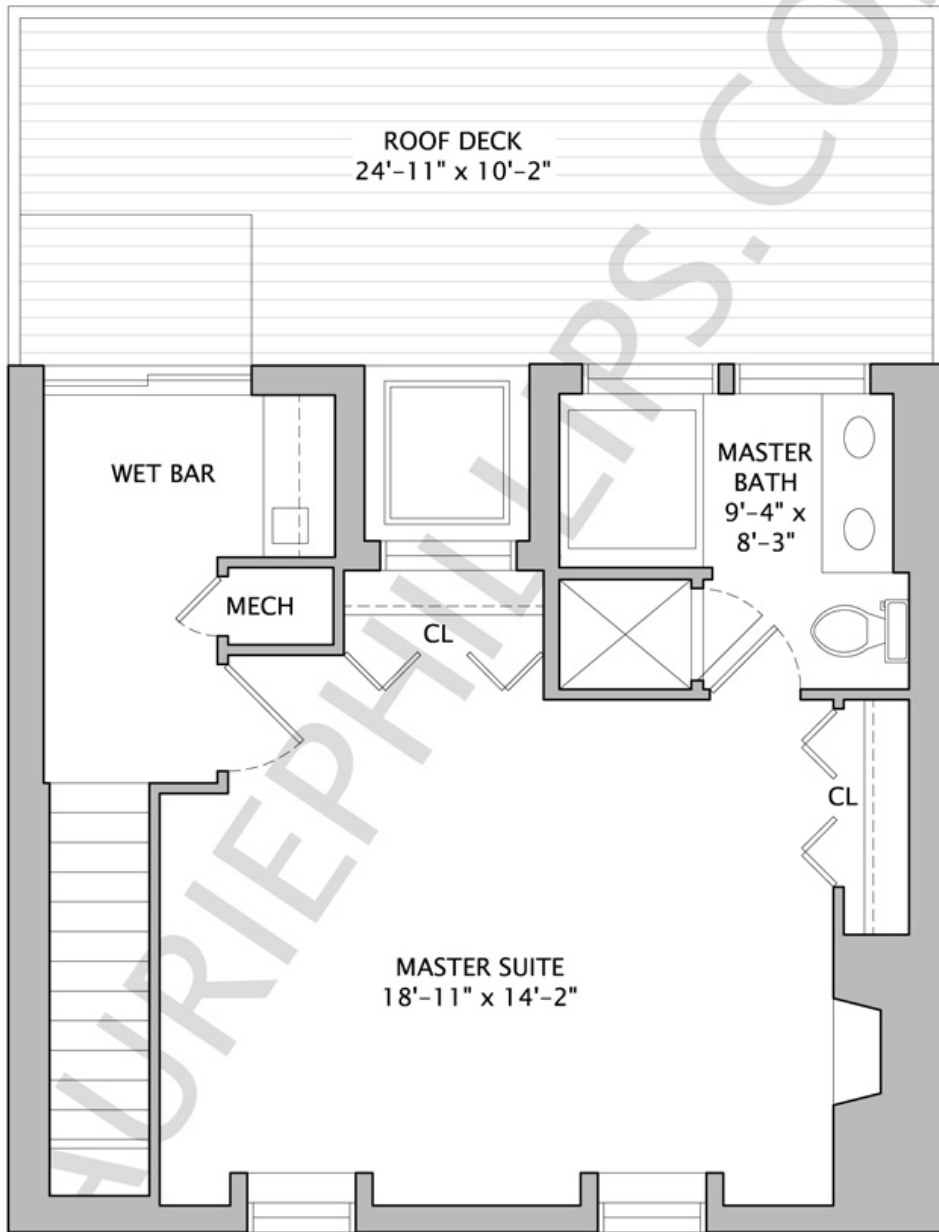 ROOF DECK
24'-11" x 10'-2"
WET BAR
MASTER
BATH
9'-4" x
8'-3"
MECH
CL
CL
MASTER SUITE
18'-11" x 14'-2"
AURIEPHILLIPS.CO